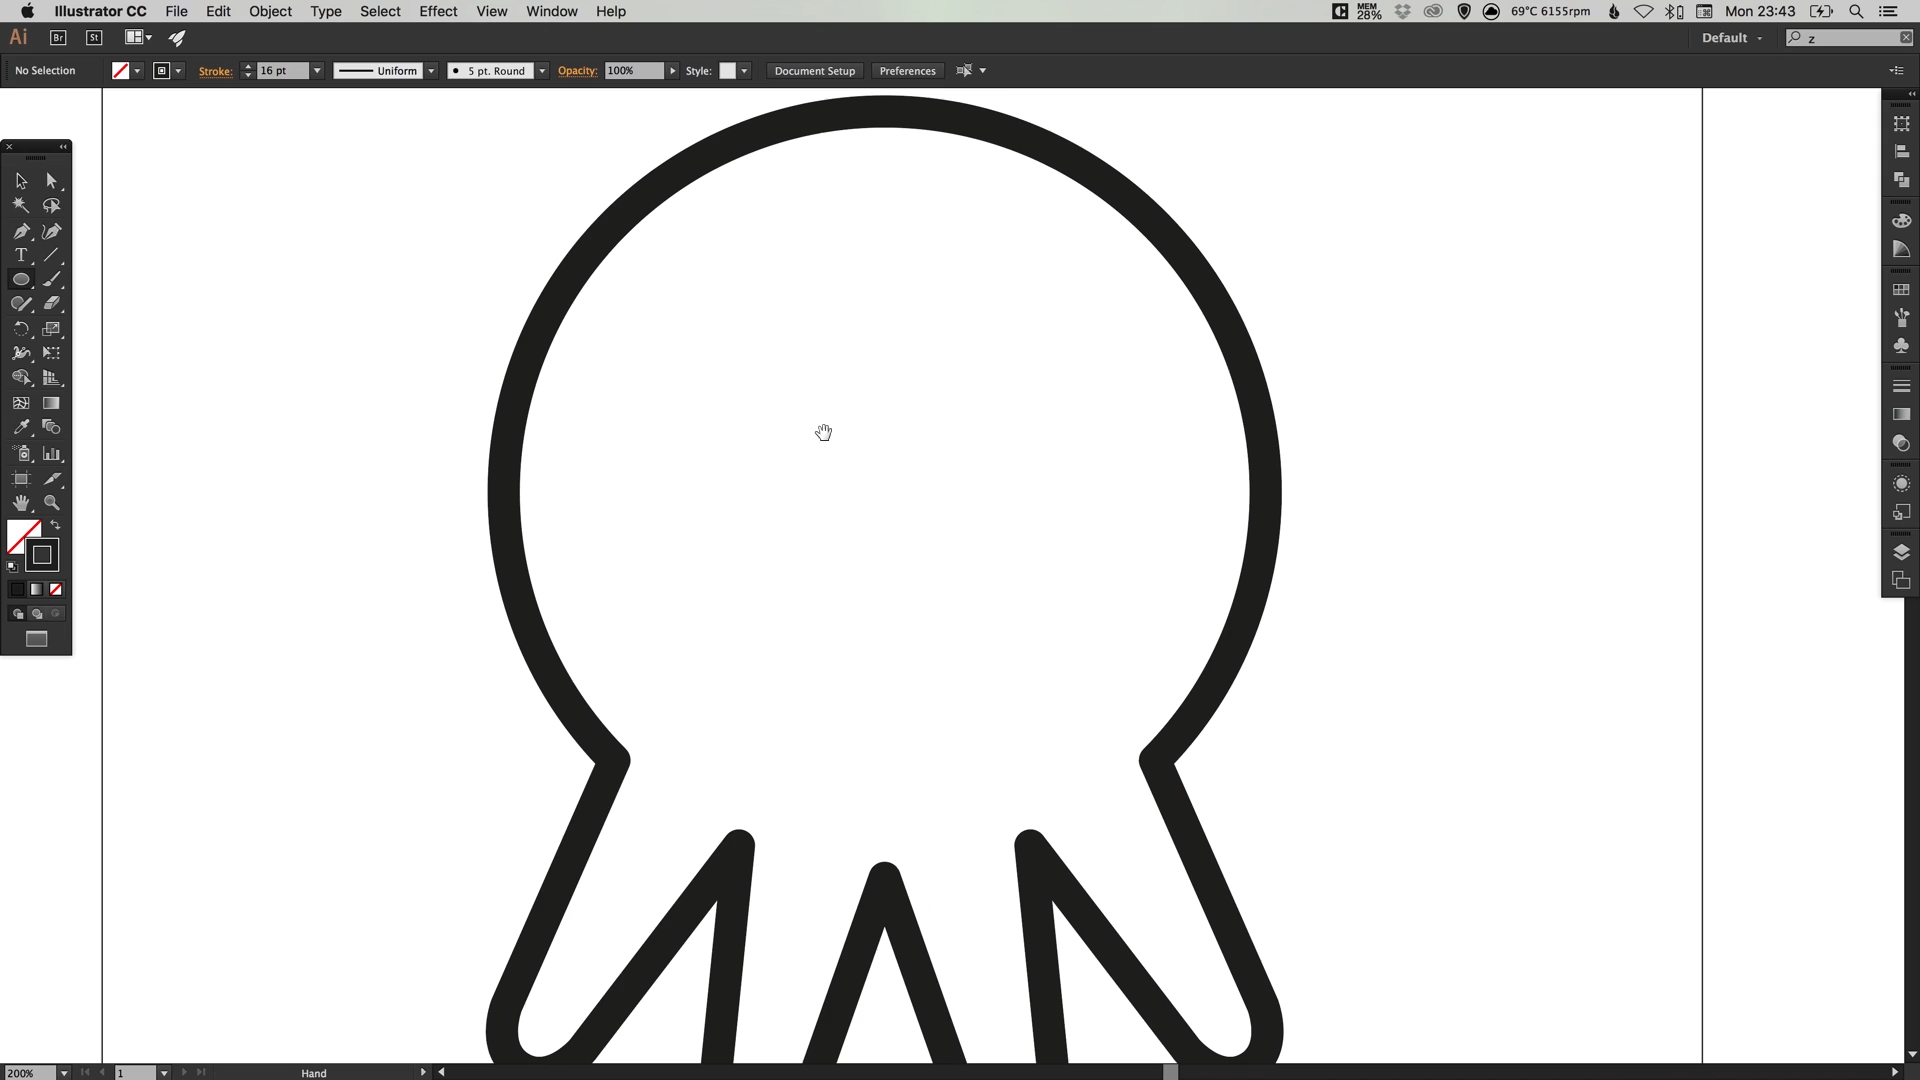 Illustrator CC File Edit Object Type Select Effect View Window Help MEM 28% 69°C 6155rpm Mon 23:43
Ai Br St Default z
No Selection Stroke: 16 pt Uniform 5 pt. Round Opacity: 100% Style: Document Setup Preferences
T
200% 1 Hand